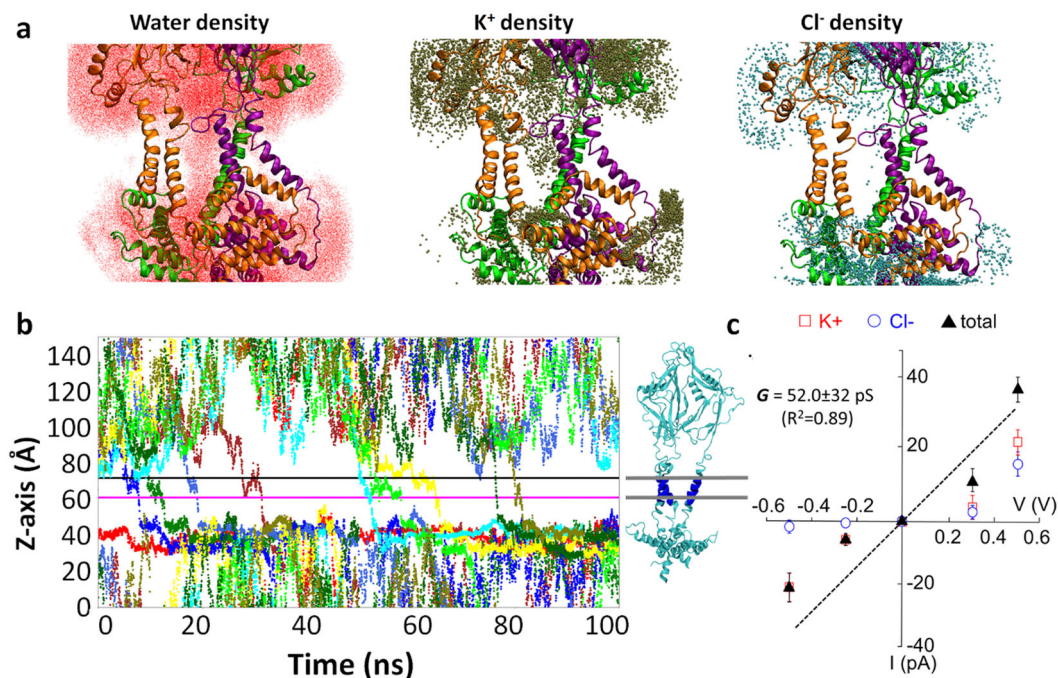 a
Water density
K⁺ density
Cl⁻ density
b
Z-axis (Å)
140
120
100
80
60
40
20
0
0
20
40
60
80
100
Time (ns)
c
K+
Cl-
total
G = 52.0±32 pS
(R²=0.89)
40
20
-20
-40
-0.6
-0.4
-0.2
0.2
0.4
0.6
V (V)
I (pA)